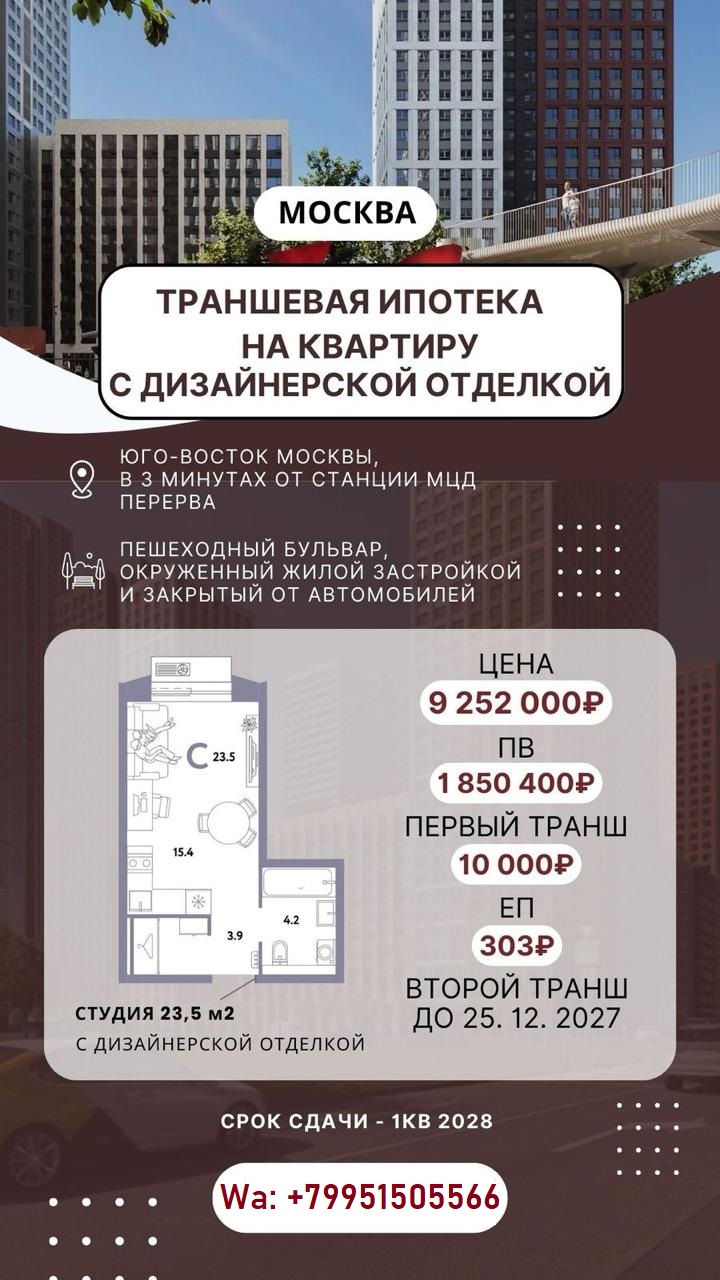 МОСКВА
ТРАНШЕВАЯ ИПОТЕКА
НА КВАРТИРУ
С ДИЗАЙНЕРСКОЙ ОТДЕЛКОЙ
ЮГО-ВОСТОК МОСКВЫ,
В 3 МИНУТАХ ОТ СТАНЦИИ МЦД
ПЕРЕРВА
ПЕШЕХОДНЫЙ БУЛЬВАР,
ОКРУЖЕННЫЙ ЖИЛОЙ ЗАСТРОЙКОЙ
И ЗАКРЫТЫЙ ОТ АВТОМОБИЛЕЙ
С 23.5
15.4
3.9
4.2
СТУДИЯ 23,5 м2
С ДИЗАЙНЕРСКОЙ ОТДЕЛКОЙ
ЦЕНА
9 252 000₽
ПВ
1 850 400₽
ПЕРВЫЙ ТРАНШ
10 000₽
ЕП
303₽
ВТОРОЙ ТРАНШ
ДО 25. 12. 2027
СРОК СДАЧИ - 1КВ 2028
Wa: +79951505566